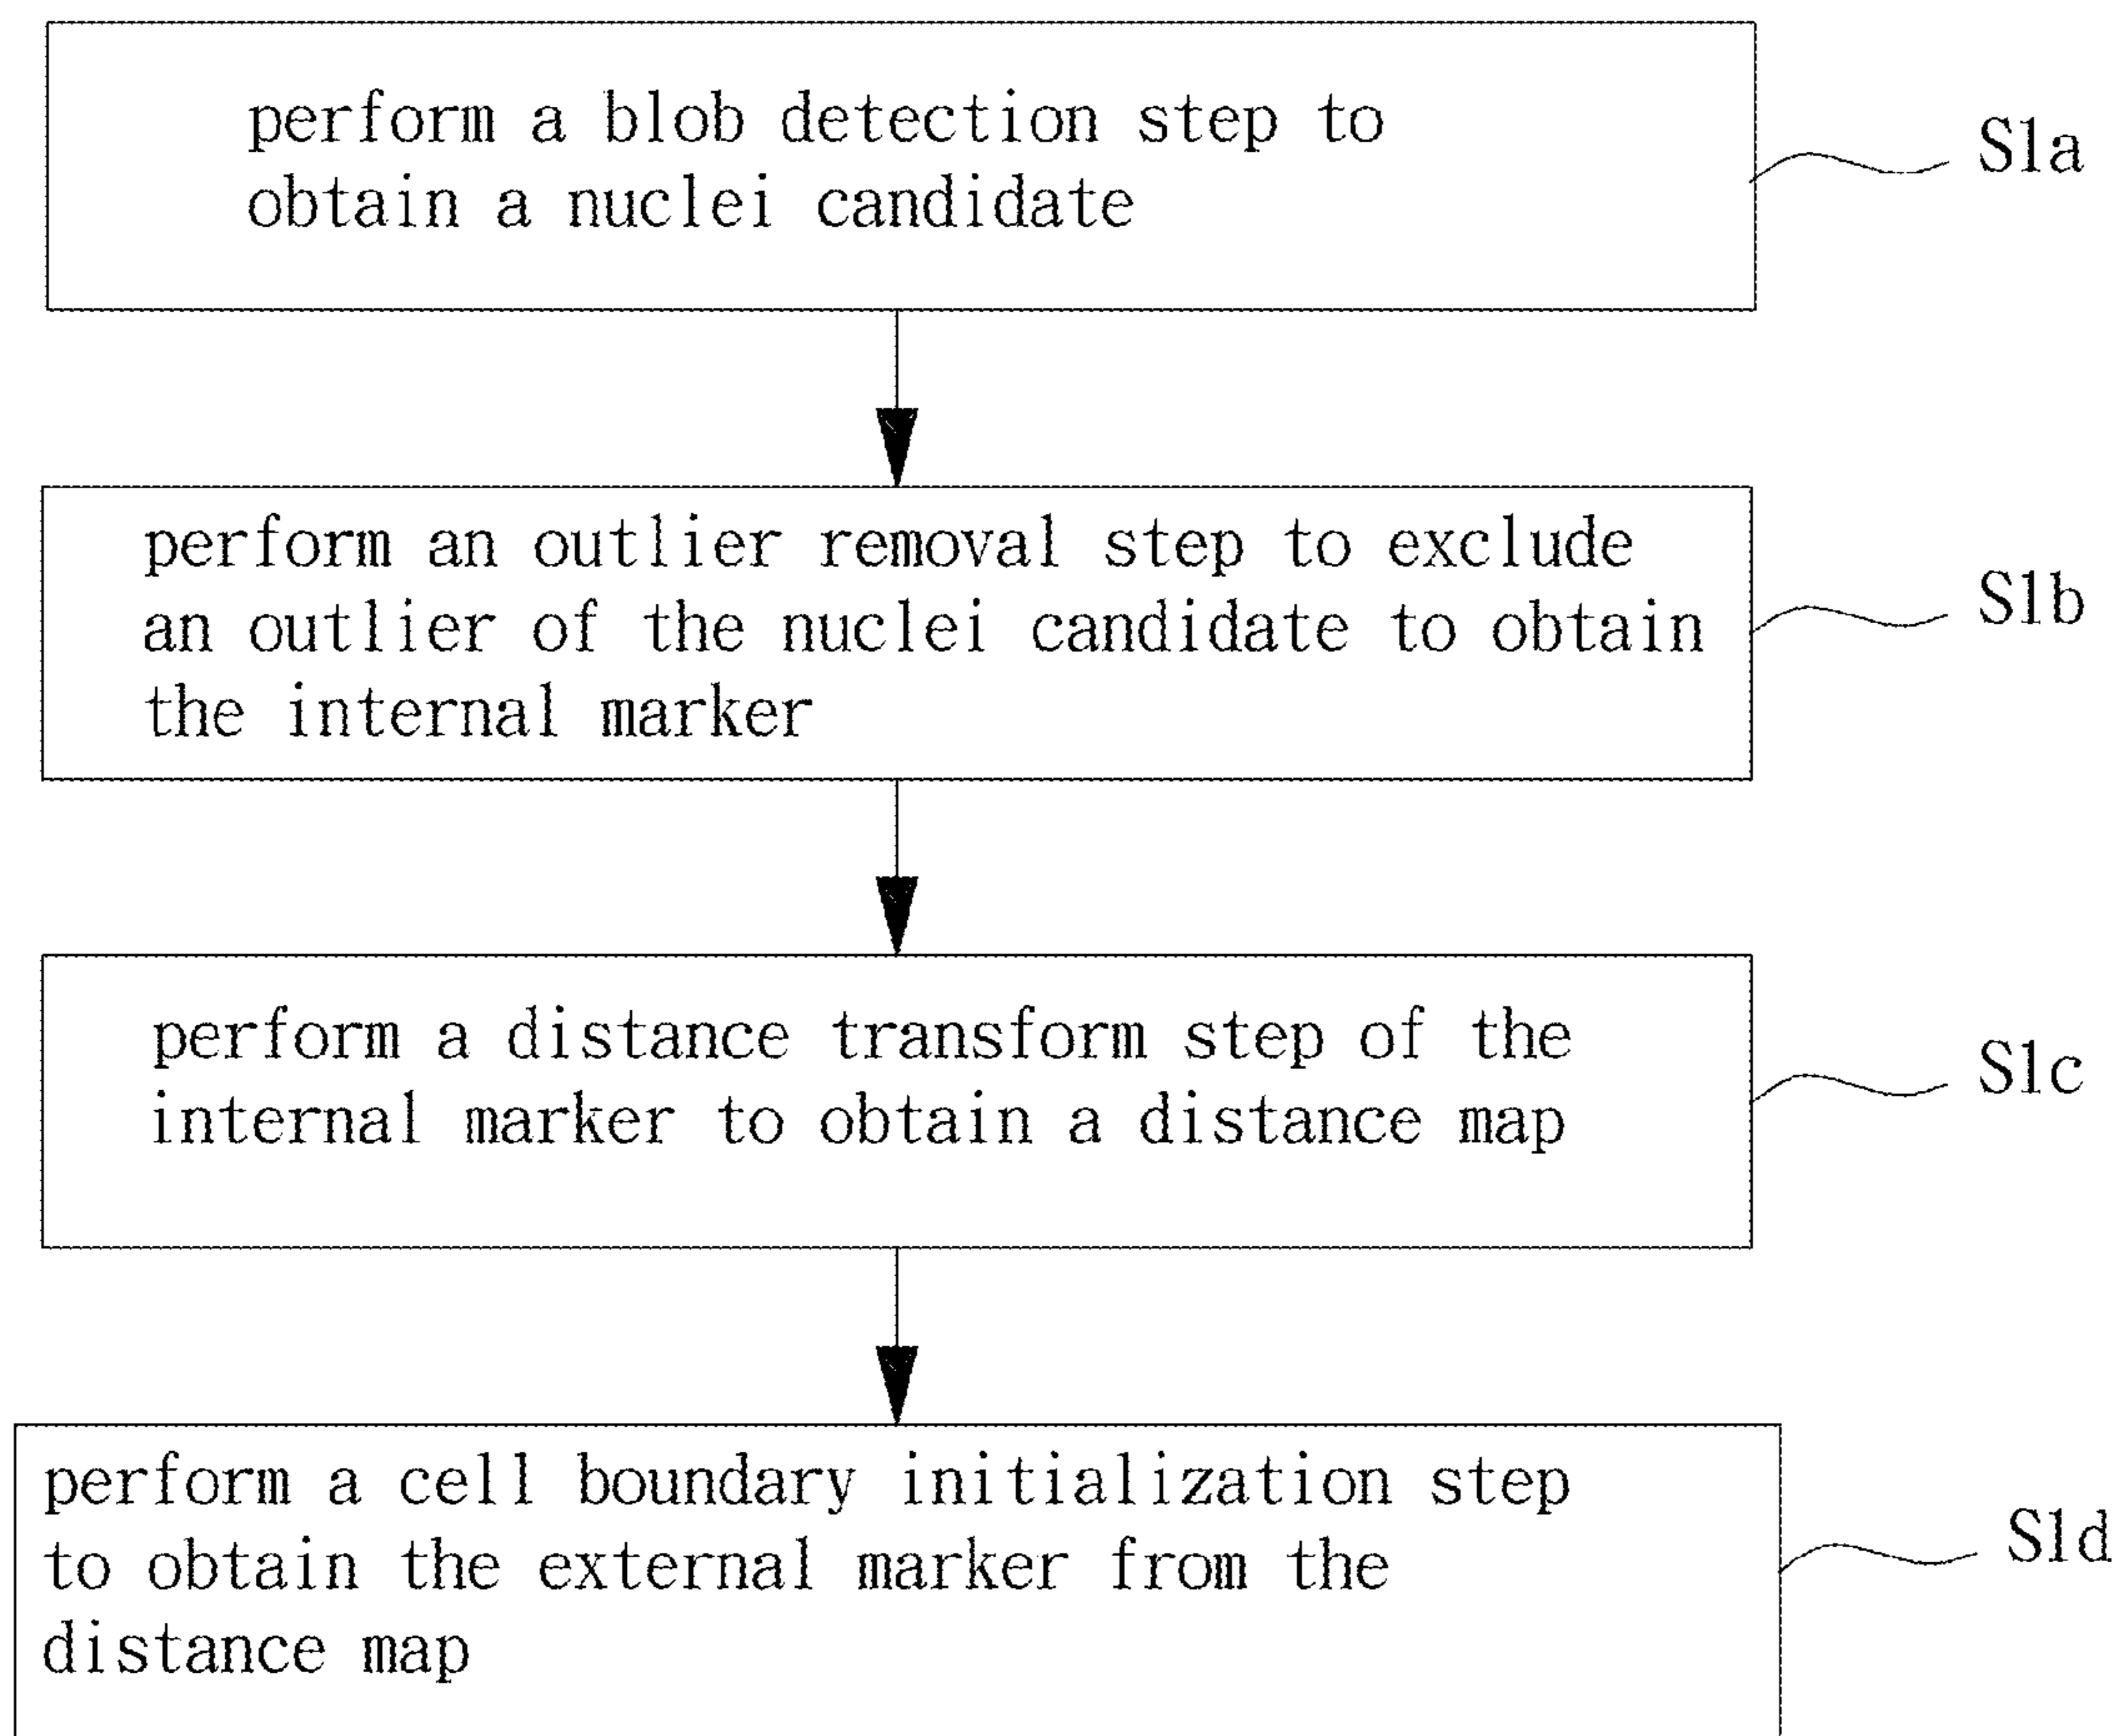 perform a blob detection step to
obtain a nuclei candidate
S1a
perform an outlier removal step to exclude
an outlier of the nuclei candidate to obtain
the internal marker
S1b
perform a distance transform step of the
internal marker to obtain a distance map
S1c
perform a cell boundary initialization step
to obtain the external marker from the
distance map
S1d